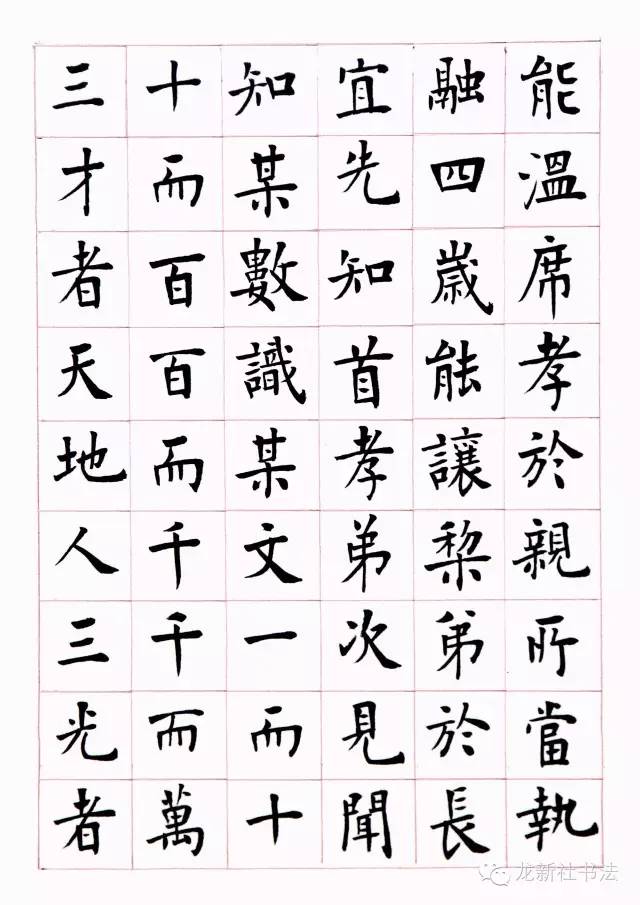 能溫席孝於親所當執
融四歲能讓棃弟於長
宜先知首孝弟次見聞
知某數識某文一而十
十而百百而千千而萬
三才者天地人三光者
龙新社书法